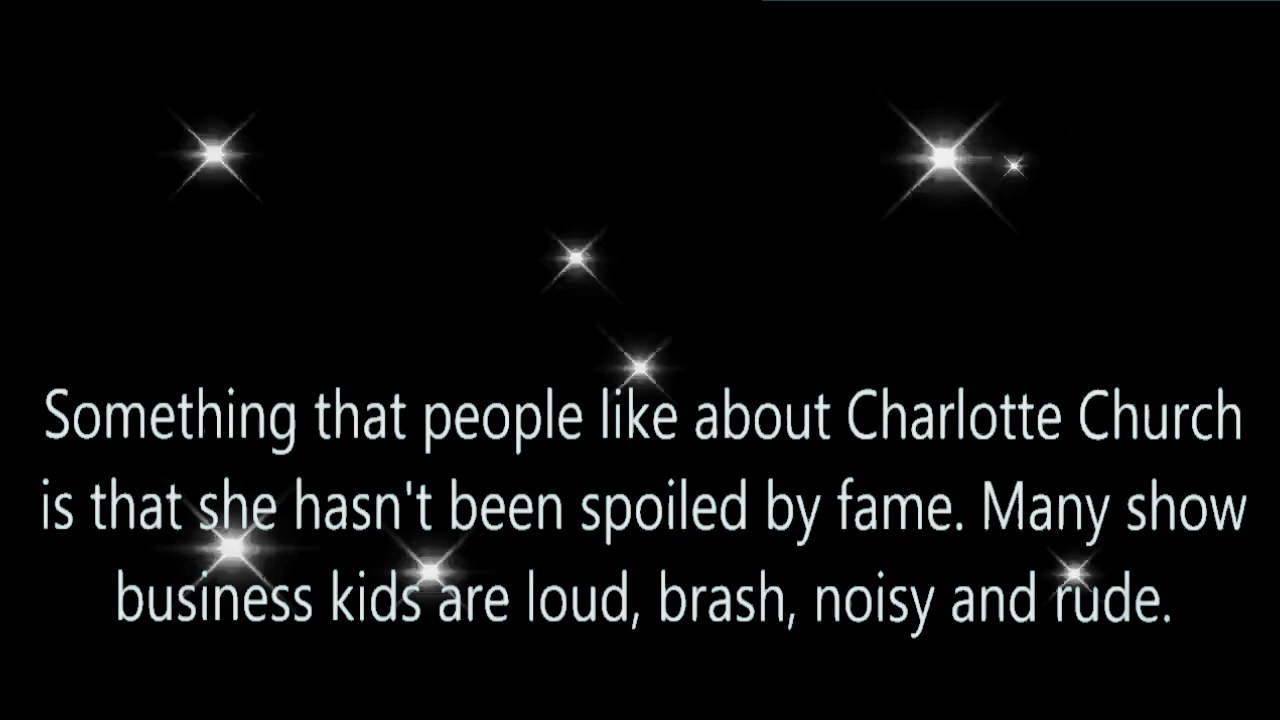 Something that people like about Charlotte Church
is that she hasn't been spoiled by fame. Many show
business kids are loud, brash, noisy and rude.